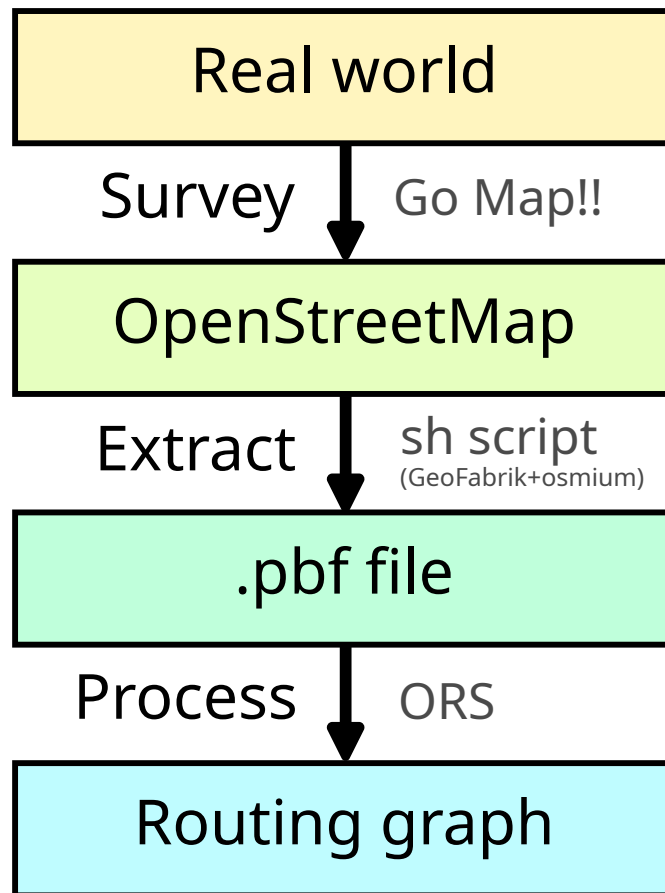 Real world
Survey
Go Map!!
OpenStreetMap
Extract
sh script
(GeoFabrik+osmium)
.pbf file
Process
ORS
Routing graph